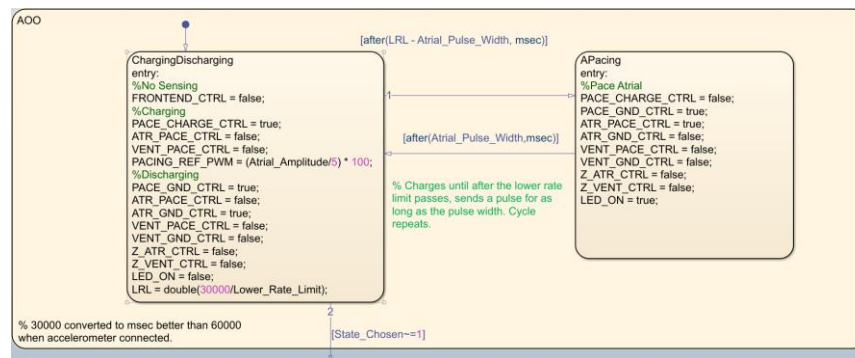 AOO
[after(LRL - Atrial_Pulse_Width, msec)]
ChargingDischarging
entry:
%No Sensing
FRONTEND_CTRL = false;
%Charging
PACE_CHARGE_CTRL = true;
ATR_PACE_CTRL = false;
VENT_PACE_CTRL = false;
PACING_REF_PWM = (Atrial_Amplitude/5) * 100;
%Discharging
PACE_GND_CTRL = true;
ATR_PACE_CTRL = false;
ATR_GND_CTRL = true;
VENT_PACE_CTRL = false;
VENT_GND_CTRL = false;
Z_ATR_CTRL = false;
Z_VENT_CTRL = false;
LED_ON = false;
LRL = double(30000/Lower_Rate_Limit);
1
[after(Atrial_Pulse_Width,msec)]
% Charges until after the lower rate
limit passes, sends a pulse for as
long as the pulse width. Cycle
repeats.
APacing
entry:
%Pace Atrial
PACE_CHARGE_CTRL = false;
PACE_GND_CTRL = true;
ATR_PACE_CTRL = true;
ATR_GND_CTRL = false;
VENT_PACE_CTRL = false;
VENT_GND_CTRL = false;
Z_ATR_CTRL = false;
Z_VENT_CTRL = false;
LED_ON = true;
2
[State_Chosen~=1]
% 30000 converted to msec better than 60000
when accelerometer connected.